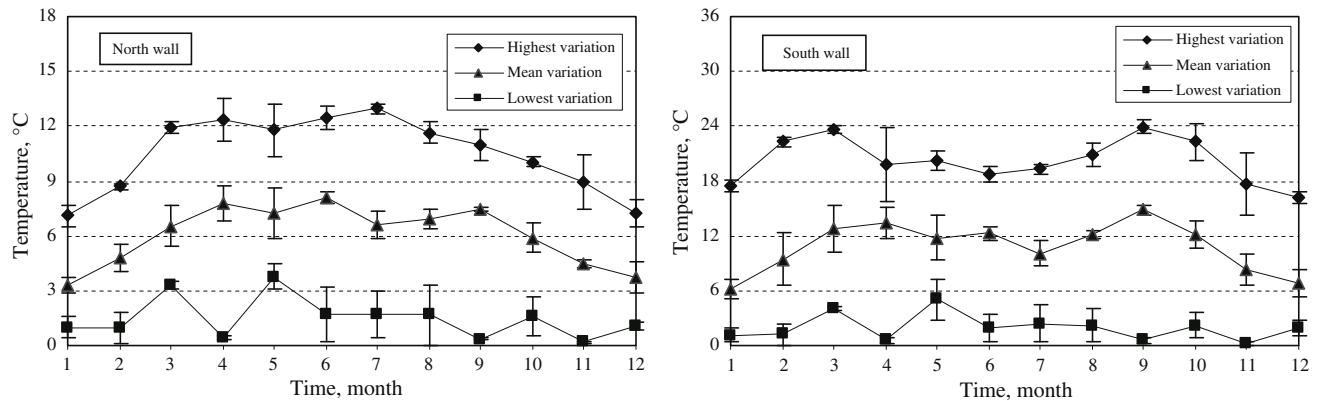 18
15
12
9
6
3
0
Temperature, °C
North wall
Highest variation
Mean variation
Lowest variation
1 2 3 4 5 6 7 8 9 10 11 12
Time, month
36
30
24
18
12
6
0
Temperature, °C
South wall
Highest variation
Mean variation
Lowest variation
1 2 3 4 5 6 7 8 9 10 11 12
Time, month